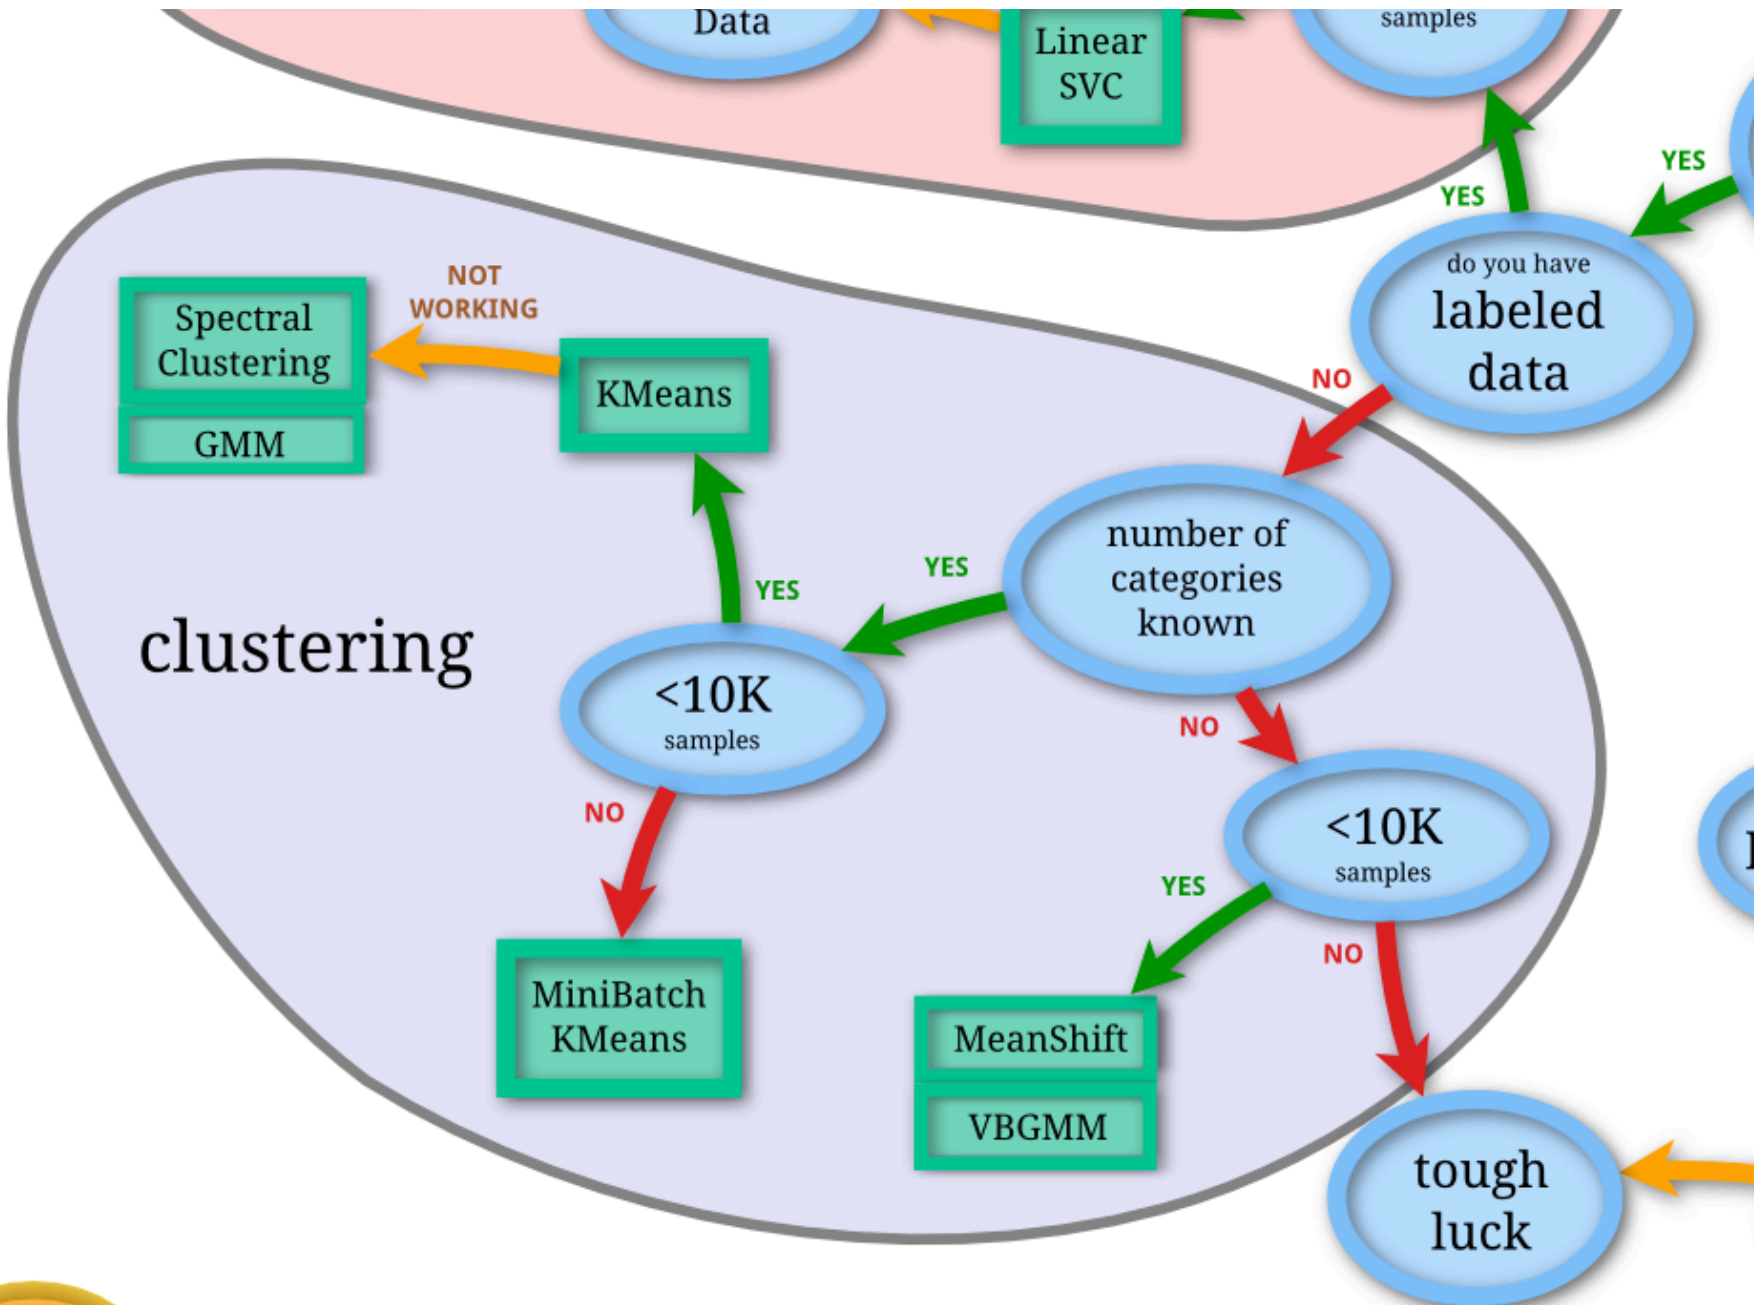 Data
Linear
SVC
samples
YES
YES
do you have
labeled
data
NO
NOT
WORKING
Spectral
Clustering
GMM
KMeans
number of
categories
known
YES
YES
clustering
<10K
samples
NO
NO
<10K
samples
YES
NO
MiniBatch
KMeans
MeanShift
VBGMM
tough
luck